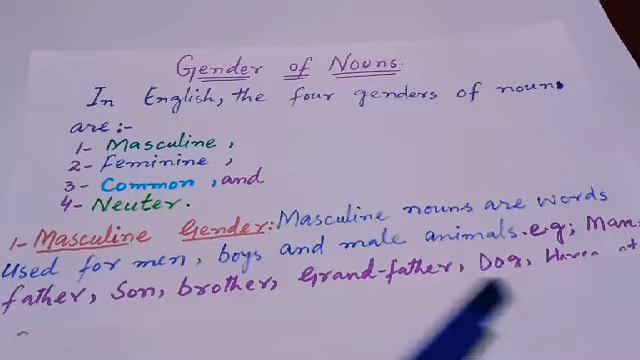 Gender of Nouns.
In English, the four genders of nouns
are:-
1- Masculine,
2- Feminine,
3- Common, and
4- Neuter.
1- Masculine Gender: Masculine nouns are words
Used for men, boys and male animals. e.g; Man,
father, Son, brother, Grand-father, Dog,